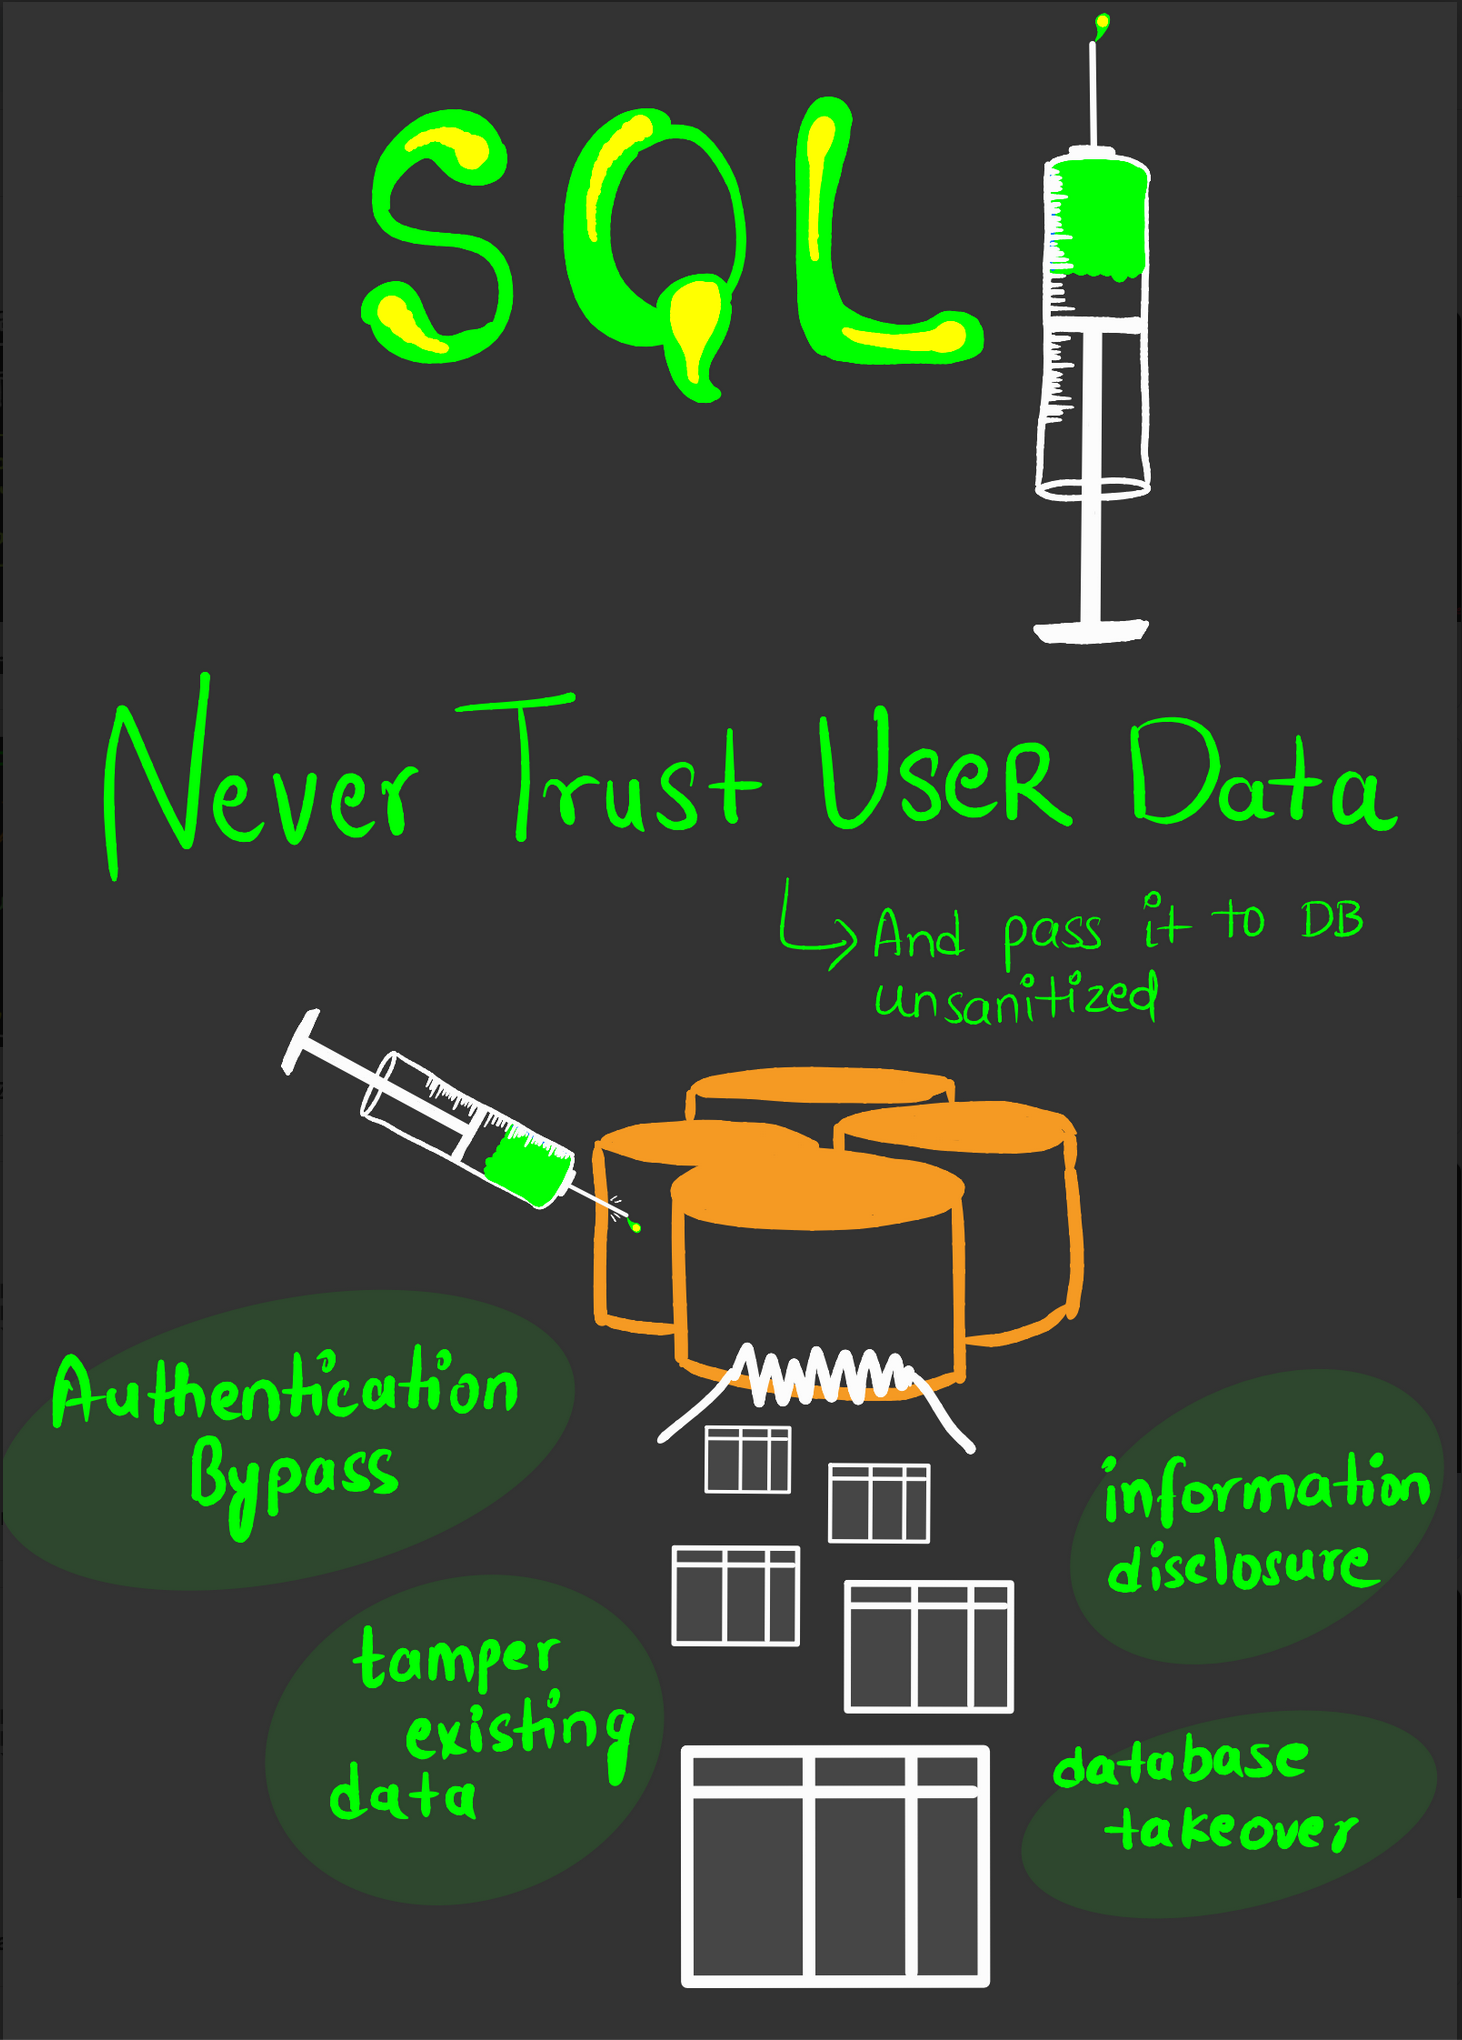 SQL
Never Trust User Data
And pass it to DB
unsanitized
Authentication
Bypass
information
disclosure
tamper
existing
data
database
takeover